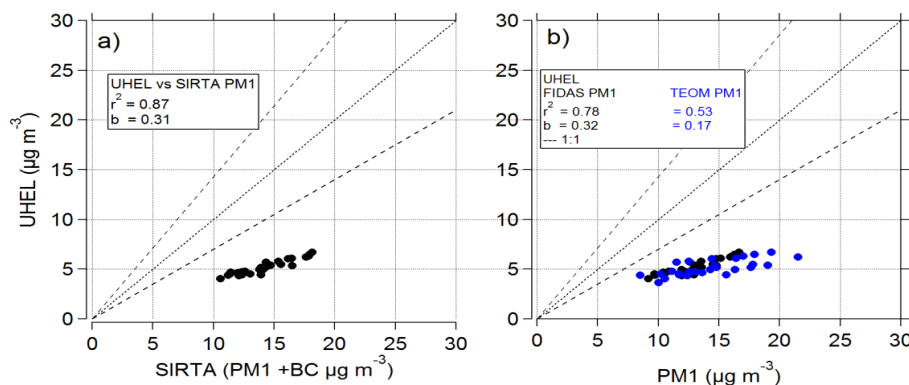 a)
UHEL vs SIRTA PM1
r² = 0.87
b = 0.31
UHEL (µg m⁻³)
30
25
20
15
10
5
0
0 5 10 15 20 25 30
SIRTA (PM1 +BC µg m⁻³)
b)
UHEL
FIDAS PM1 TEOM PM1
r² = 0.78 = 0.53
b = 0.32 = 0.17
--- 1:1
30
25
20
15
10
5
0
0 5 10 15 20 25 30
PM1 (µg m⁻³)